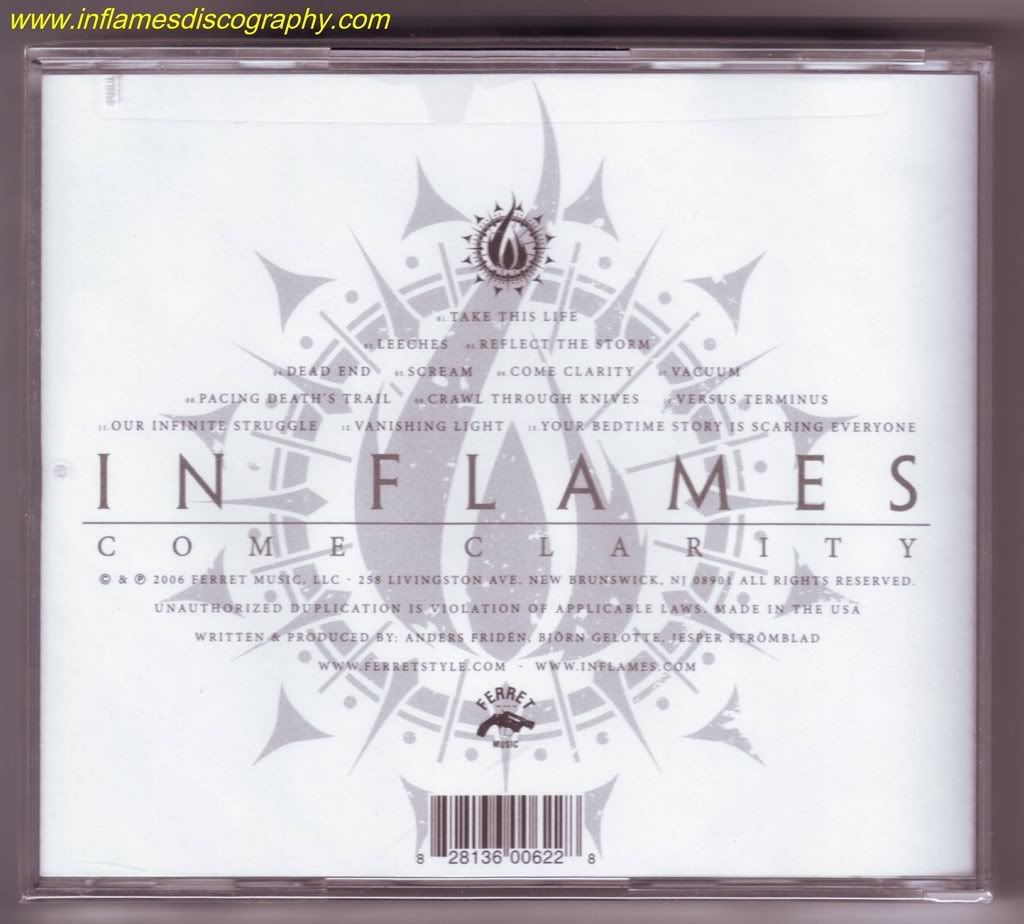 www.inflamesdiscography.com
01.TAKE THIS LIFE
02.LEECHES 03.REFLECT THE STORM
04.DEAD END 05.SCREAM 06.COME CLARITY 07.VACUUM
08.PACING DEATH'S TRAIL 09.CRAWL THROUGH KNIVES 10.VERSUS TERMINUS
11.OUR INFINITE STRUGGLE 12.VANISHING LIGHT 13.YOUR BEDTIME STORY IS SCARING EVERYONE
IN FLAMES
COME CLARITY
© & ℗ 2006 FERRET MUSIC, LLC - 258 LIVINGSTON AVE. NEW BRUNSWICK, NJ 08901 ALL RIGHTS RESERVED.
UNAUTHORIZED DUPLICATION IS VIOLATION OF APPLICABLE LAWS. MADE IN THE USA
WRITTEN & PRODUCED BY: ANDERS FRIDÉN, BJÖRN GELOTTE, JESPER STRÖMBLAD
WWW.FERRETSTYLE.COM - WWW.INFLAMES.COM
FERRET
MUSIC
8 28136 00622 8